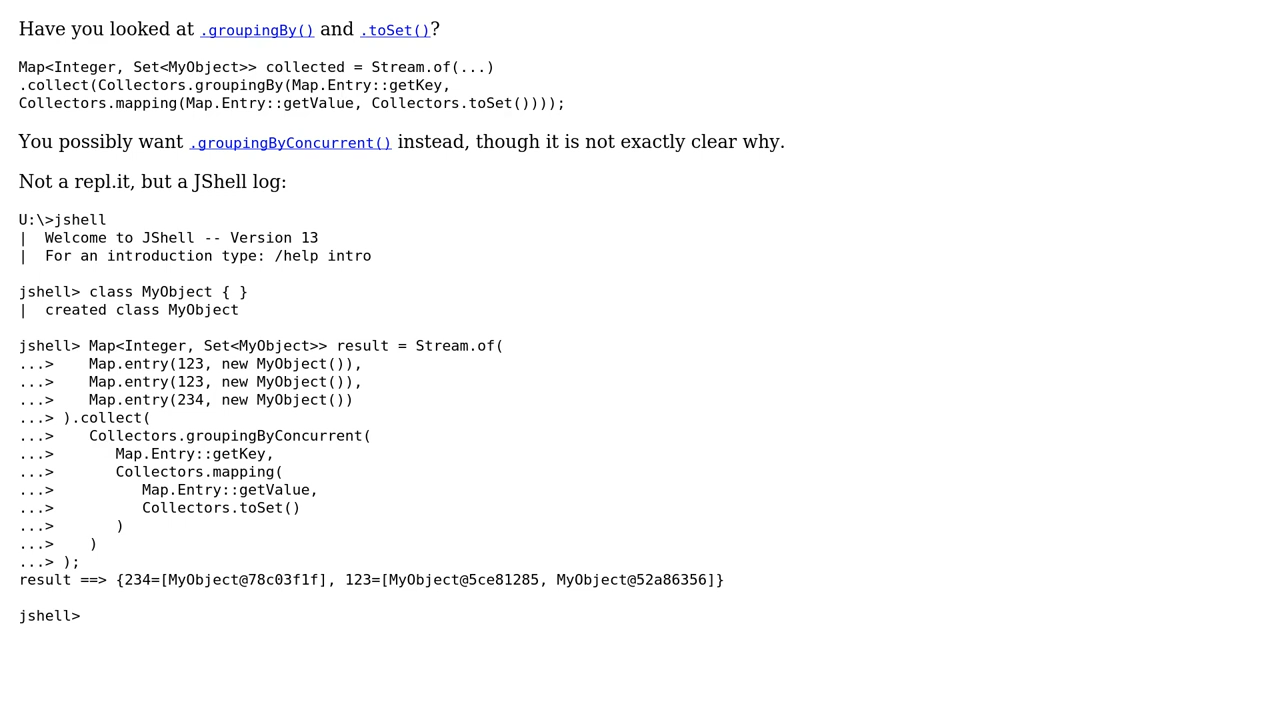 Have you looked at .groupingBy() and .toSet()?
Map<Integer, Set<MyObject>> collected = Stream.of(...)
.collect(Collectors.groupingBy(Map.Entry::getKey,
Collectors.mapping(Map.Entry::getValue, Collectors.toSet())));
You possibly want .groupingByConcurrent() instead, though it is not exactly clear why.
Not a repl.it, but a JShell log:
U:\>jshell
|  Welcome to JShell -- Version 13
|  For an introduction type: /help intro
jshell> class MyObject { }
|  created class MyObject
jshell> Map<Integer, Set<MyObject>> result = Stream.of(
...>    Map.entry(123, new MyObject()),
...>    Map.entry(123, new MyObject()),
...>    Map.entry(234, new MyObject())
...> ).collect(
...>    Collectors.groupingByConcurrent(
...>       Map.Entry::getKey,
...>       Collectors.mapping(
...>          Map.Entry::getValue,
...>          Collectors.toSet()
...>       )
...>    )
...> );
result ==> {234=[MyObject@78c03f1f], 123=[MyObject@5ce81285, MyObject@52a86356]}
jshell>